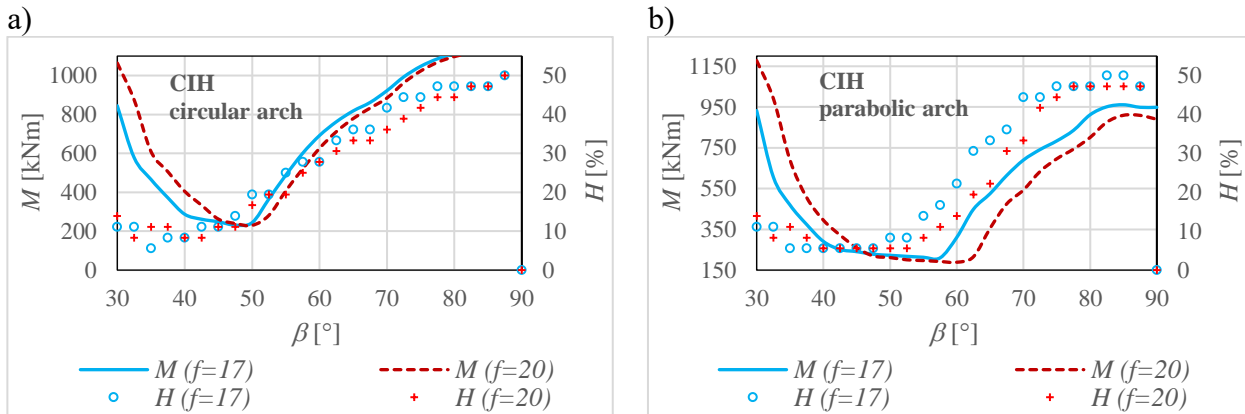 a)
CIH
circular arch
M [kNm]
1000
800
600
400
200
0
50
40
30
20
10
0
H [%]
30 40 50 60 70 80 90
β [°]
M (f=17) M (f=20)
H (f=17) H (f=20)
b)
CIH
parabolic arch
M [kNm]
1150
950
750
550
350
150
50
40
30
20
10
0
H [%]
30 40 50 60 70 80 90
β [°]
M (f=17) M (f=20)
H (f=17) H (f=20)